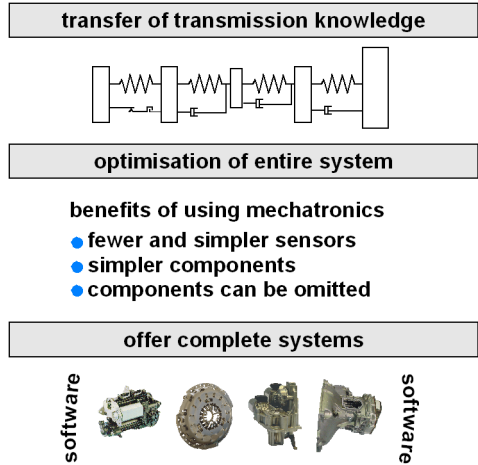 transfer of transmission knowledge
optimisation of entire system
benefits of using mechatronics
fewer and simpler sensors
simpler components
components can be omitted
offer complete systems
software
software